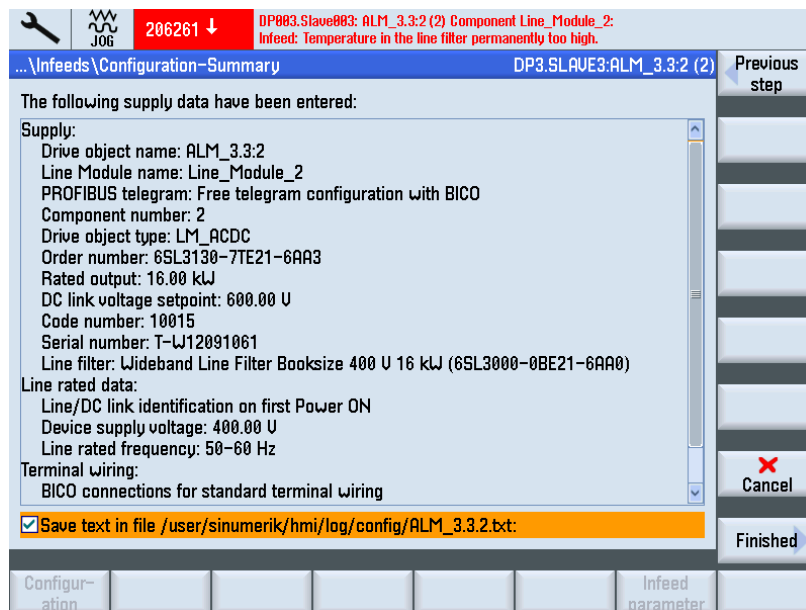 JOG
206261
DP003.Slave003: ALM_3.3:2 (2) Component Line_Module_2:
Infeed: Temperature in the line filter permanently too high.
...\Infeeds\Configuration-Summary
DP3.SLAVE3:ALM_3.3:2 (2)
Previous
step
The following supply data have been entered:
Supply:
Drive object name: ALM_3.3:2
Line Module name: Line_Module_2
PROFIBUS telegram: Free telegram configuration with BICO
Component number: 2
Drive object type: LM_ACDC
Order number: 6SL3130-7TE21-6AA3
Rated output: 16.00 kW
DC link voltage setpoint: 600.00 V
Code number: 10015
Serial number: T-W12091061
Line filter: Wideband Line Filter Booksize 400 V 16 kW (6SL3000-0BE21-6AA0)
Line rated data:
Line/DC link identification on first Power ON
Device supply voltage: 400.00 V
Line rated frequency: 50-60 Hz
Terminal wiring:
BICO connections for standard terminal wiring
Cancel
Save text in file /user/sinumerik/hmi/log/config/ALM_3.3.2.txt:
Finished
Configur-
ation
Infeed
parameter